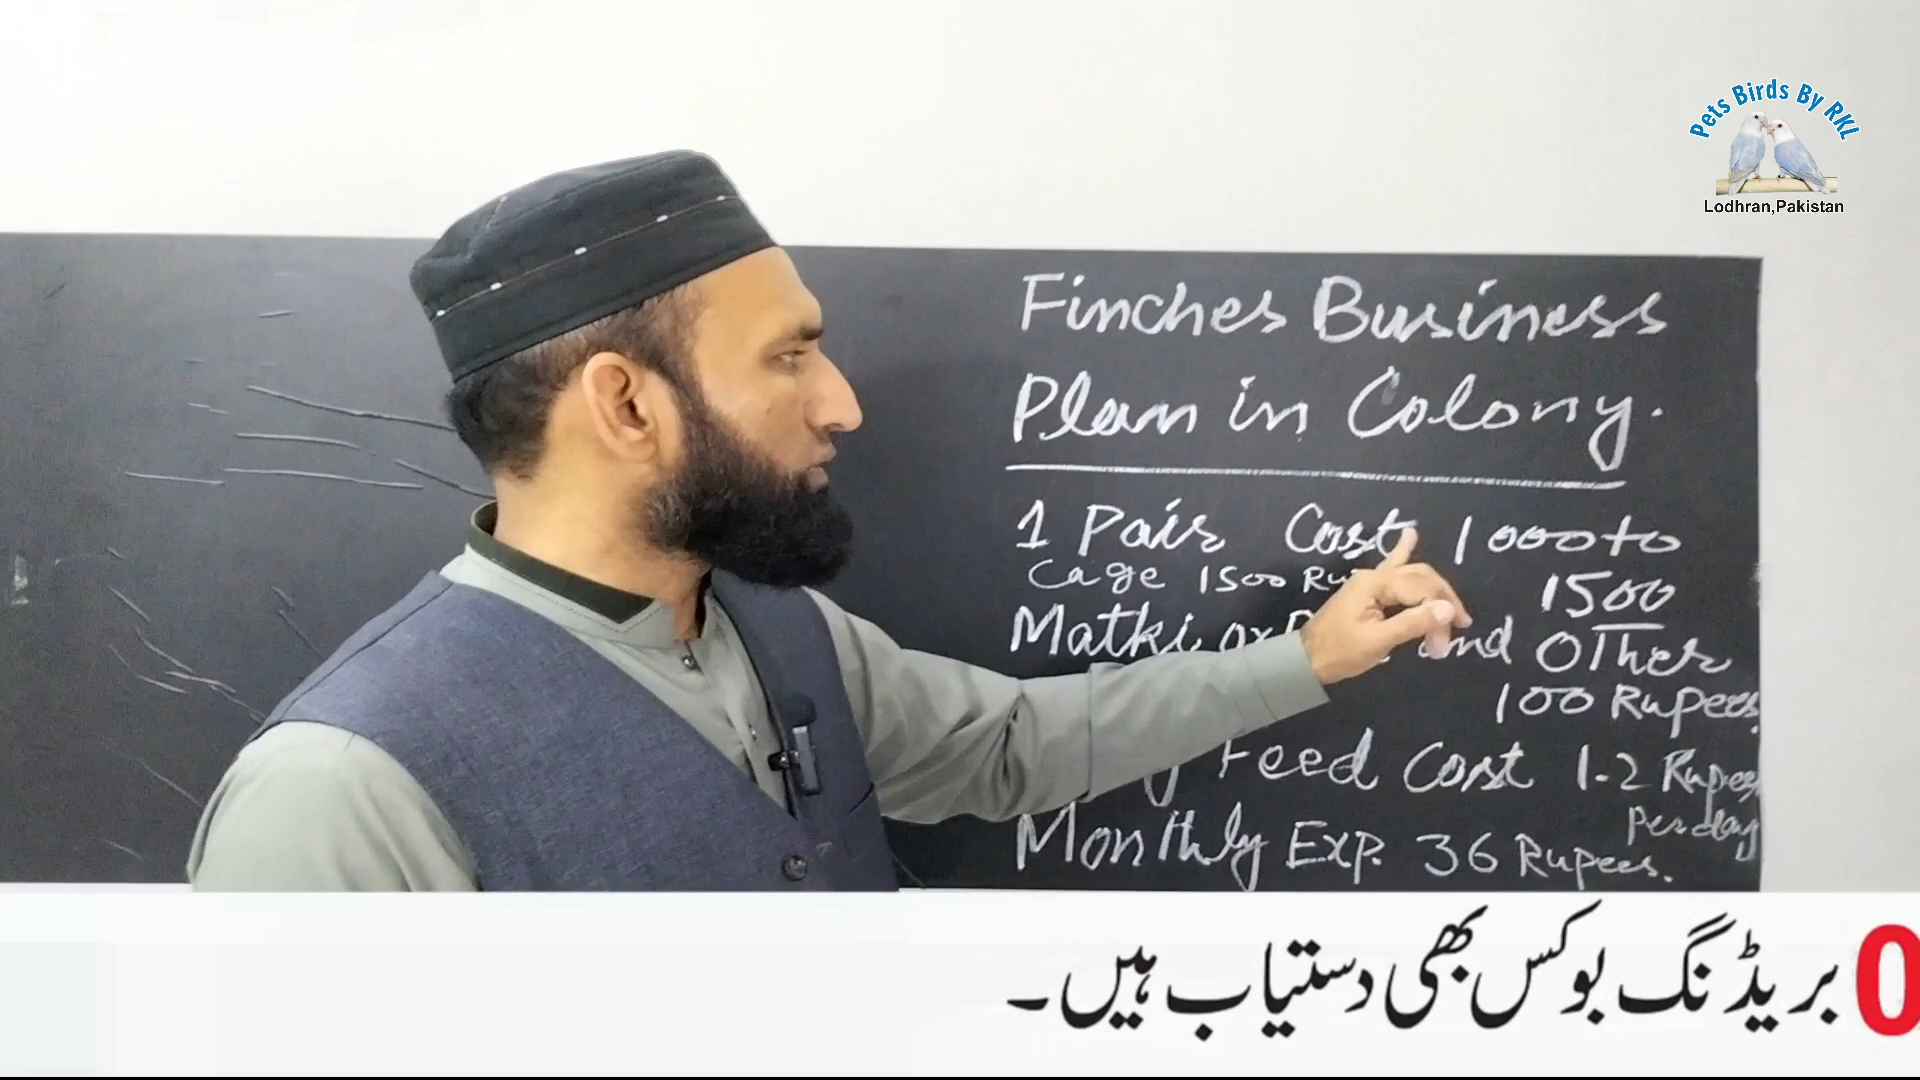 Pets Birds By RKL
Lodhran,Pakistan
Finches Business
Plan in Colony.
1 Pair Cost 1000 to
1500
Cage 1500
Matki and Other
100 Rupees.
Feed Cost 1-2 Rupees
Per day
Monthly Exp. 36 Rupees.
0 بریڈنگ بوکس بھی دستیاب ہیں۔